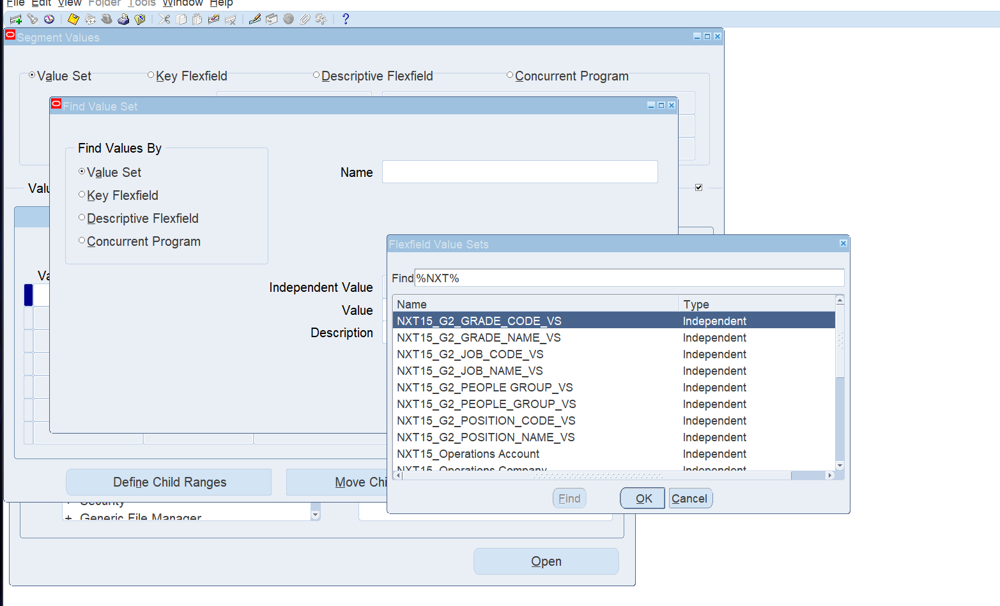 File Edit View Folder Tools Window Help
?
Segment Values
Value Set Key Flexfield Descriptive Flexfield Concurrent Program
Find Value Set
Find Values By
Value Set
Name
Key Flexfield
Descriptive Flexfield
Concurrent Program
Independent Value
Value
Description
Flexfield Value Sets
Find %NXT%
Name Type
NXT15_G2_GRADE_CODE_VS Independent
NXT15_G2_GRADE_NAME_VS Independent
NXT15_G2_JOB_CODE_VS Independent
NXT15_G2_JOB_NAME_VS Independent
NXT15_G2_PEOPLE GROUP_VS Independent
NXT15_G2_PEOPLE_GROUP_VS Independent
NXT15_G2_POSITION_CODE_VS Independent
NXT15_G2_POSITION_NAME_VS Independent
NXT15_Operations Account Independent
NXT15_Operations Company Independent
Find OK Cancel
Define Child Ranges Move Chi
+ Security
+ Generic File Manager
Open